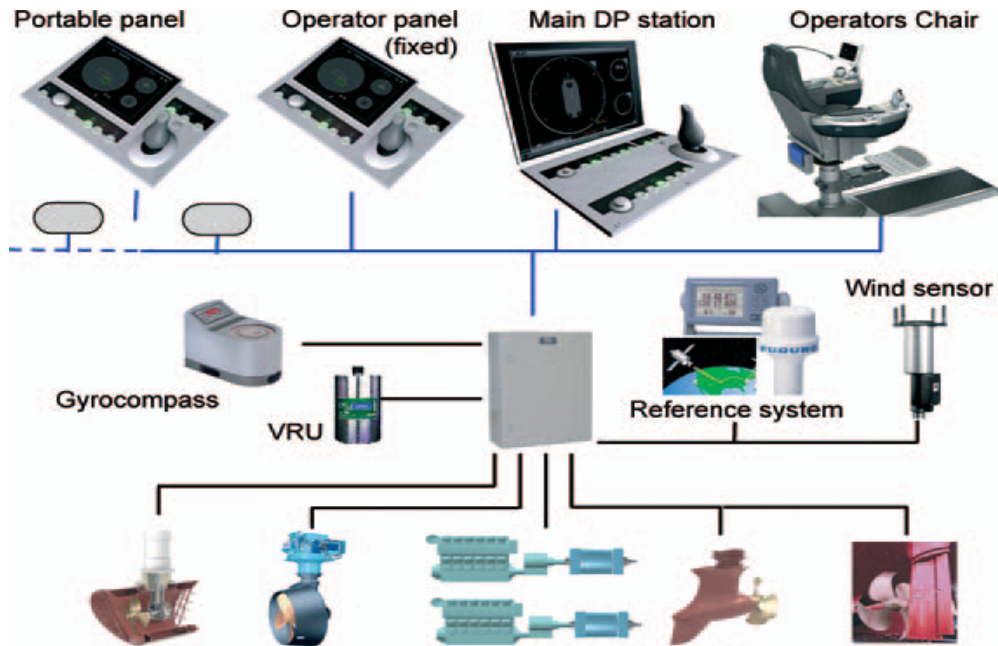 Portable panel
Operator panel
(fixed)
Main DP station
Operators Chair
Wind sensor
FURUNO
Gyrocompass
Reference system
VRU